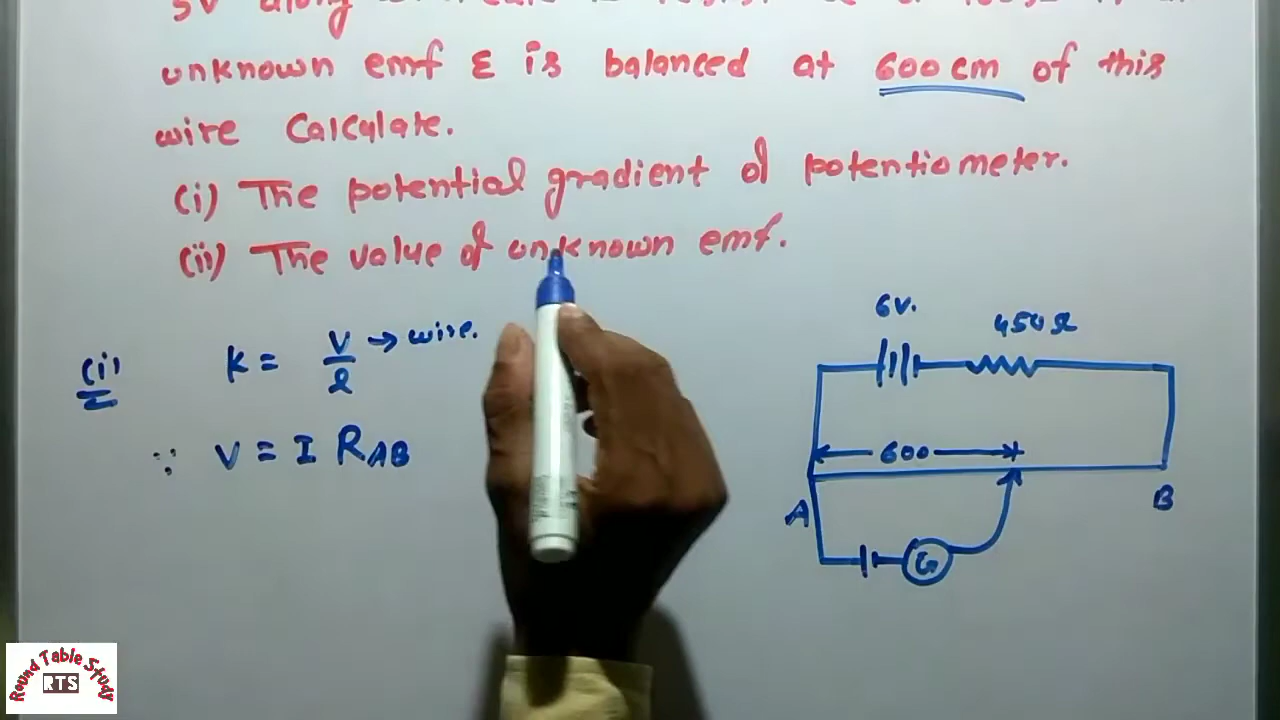 unknown emf ε is balanced at 600 cm of this
wire Calculate.
(i) The potential gradient of potentiometer.
(ii) The value of unknown emf.
(i) K = V/l → wire.
∵ V = I R_AB
6V.
450Ω
600
A
B
G
Round Table Study
RTS